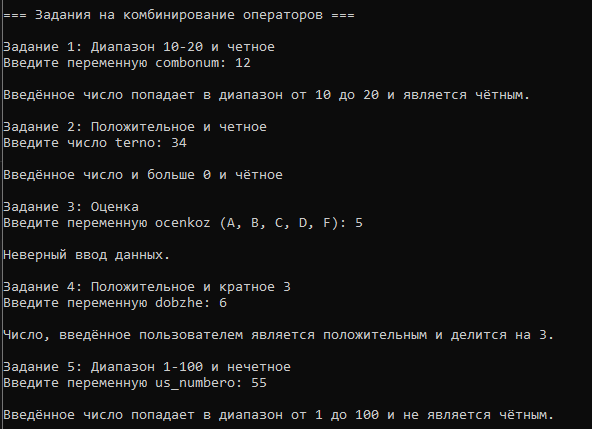 === Задания на комбинирование операторов ===
Задание 1: Диапазон 10-20 и четное
Введите переменную combonum: 12
Введённое число попадает в диапазон от 10 до 20 и является чётным.
Задание 2: Положительное и четное
Введите число terno: 34
Введённое число и больше 0 и чётное
Задание 3: Оценка
Введите переменную ocenkoz (A, B, C, D, F): 5
Неверный ввод данных.
Задание 4: Положительное и кратное 3
Введите переменную dobzhe: 6
Число, введённое пользователем является положительным и делится на 3.
Задание 5: Диапазон 1-100 и нечетное
Введите переменную us_numbero: 55
Введённое число попадает в диапазон от 1 до 100 и не является чётным.